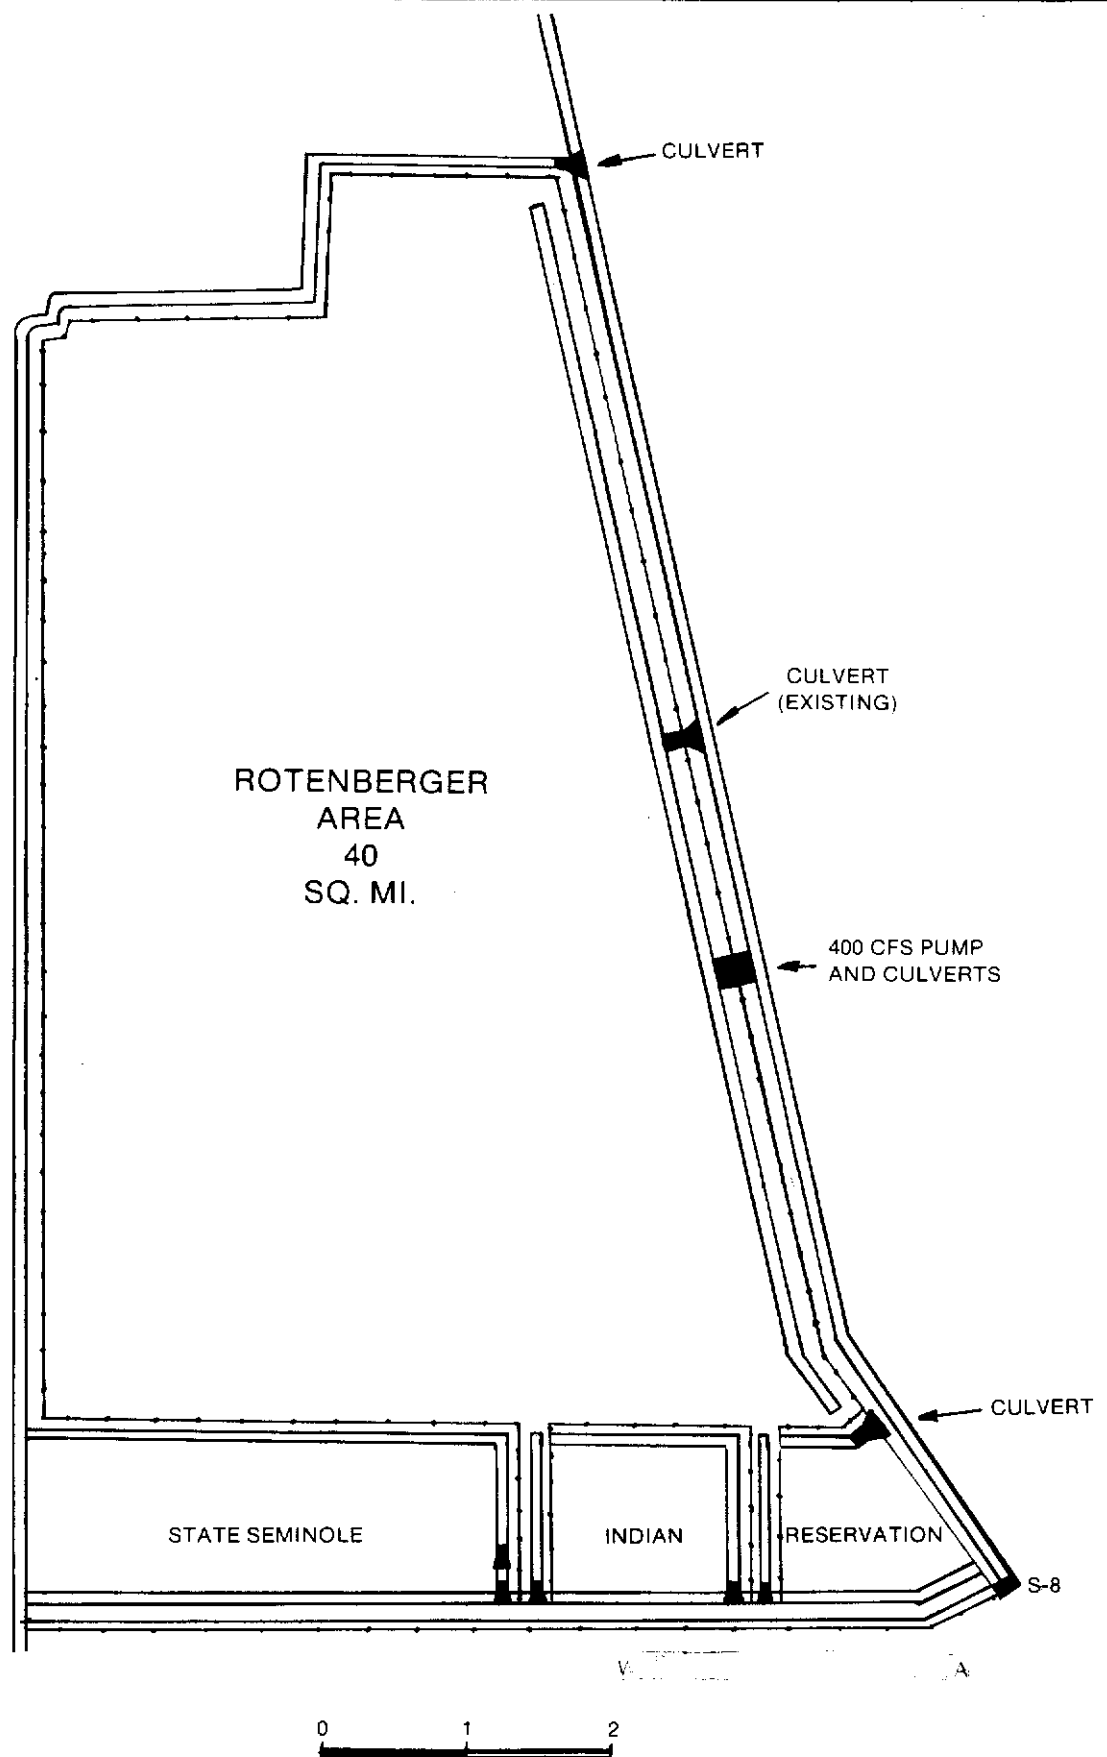 CULVERT
CULVERT
(EXISTING)
ROTENBERGER
AREA
40
SQ. MI.
400 CFS PUMP
AND CULVERTS
CULVERT
STATE SEMINOLE INDIAN RESERVATION
S-8
0 1 2